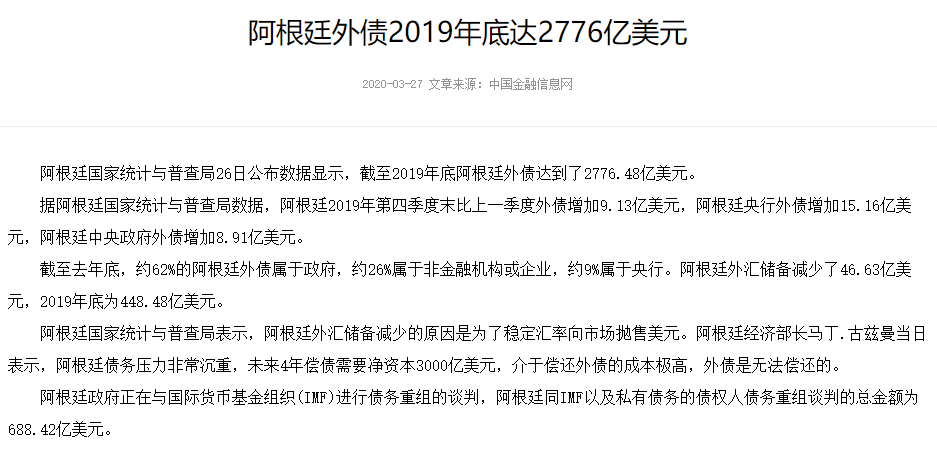 阿根廷外债2019年底达2776亿美元
2020-03-27 文章来源：中国金融信息网
阿根廷国家统计与普查局26日公布数据显示，截至2019年底阿根廷外债达到了2776.48亿美元。
据阿根廷国家统计与普查局数据，阿根廷2019年第四季度末比上一季度外债增加9.13亿美元，阿根廷央行外债增加15.16亿美
元，阿根廷中央政府外债增加8.91亿美元。
截至去年底，约62%的阿根廷外债属于政府，约26%属于非金融机构或企业，约9%属于央行。阿根廷外汇储备减少了46.63亿美
元，2019年底为448.48亿美元。
阿根廷国家统计与普查局表示，阿根廷外汇储备减少的原因是为了稳定汇率向市场抛售美元。阿根廷经济部长马丁.古兹曼当日
表示，阿根廷债务压力非常沉重，未来4年偿债需要净资本3000亿美元，介于偿还外债的成本极高，外债是无法偿还的。
阿根廷政府正在与国际货币基金组织(IMF)进行债务重组的谈判，阿根廷同IMF以及私有债务的债权人债务重组谈判的总金额为
688.42亿美元。